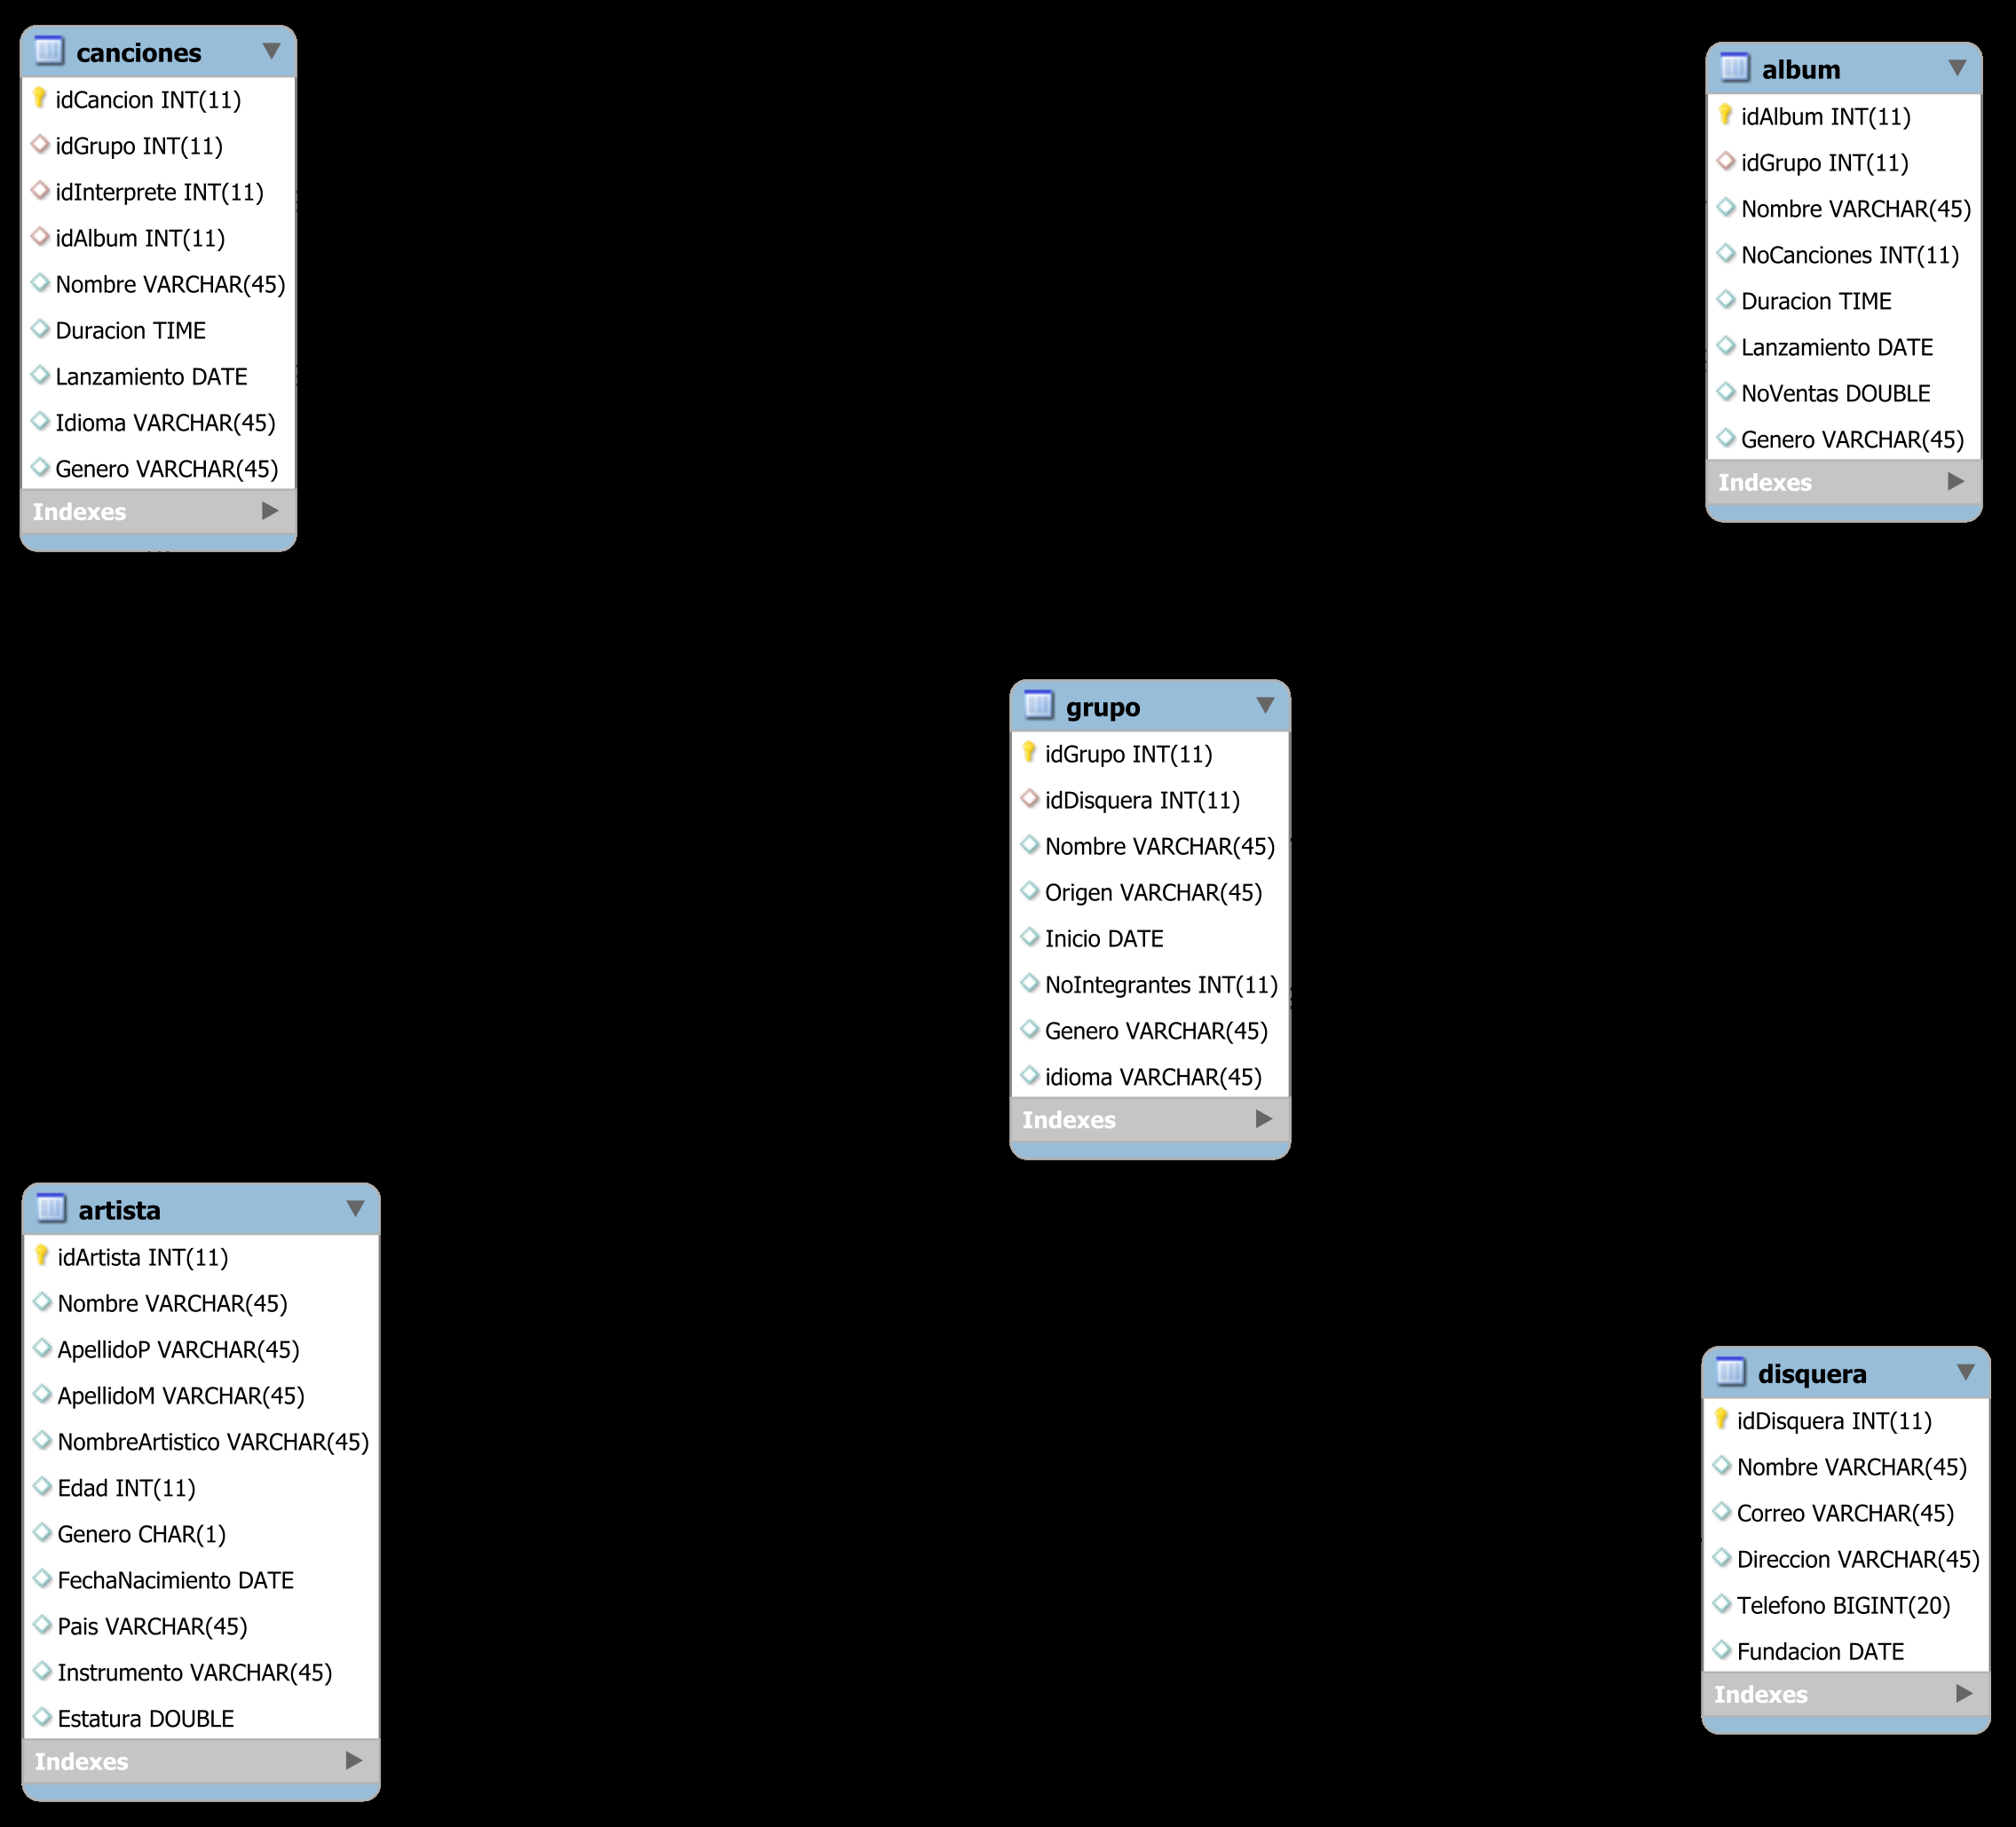 canciones
idCancion INT(11)
idGrupo INT(11)
idInterprete INT(11)
idAlbum INT(11)
Nombre VARCHAR(45)
Duracion TIME
Lanzamiento DATE
Idioma VARCHAR(45)
Genero VARCHAR(45)
Indexes
album
idAlbum INT(11)
idGrupo INT(11)
Nombre VARCHAR(45)
NoCanciones INT(11)
Duracion TIME
Lanzamiento DATE
NoVentas DOUBLE
Genero VARCHAR(45)
Indexes
grupo
idGrupo INT(11)
idDisquera INT(11)
Nombre VARCHAR(45)
Origen VARCHAR(45)
Inicio DATE
NoIntegrantes INT(11)
Genero VARCHAR(45)
idioma VARCHAR(45)
Indexes
artista
idArtista INT(11)
Nombre VARCHAR(45)
ApellidoP VARCHAR(45)
ApellidoM VARCHAR(45)
NombreArtistico VARCHAR(45)
Edad INT(11)
Genero CHAR(1)
FechaNacimiento DATE
Pais VARCHAR(45)
Instrumento VARCHAR(45)
Estatura DOUBLE
Indexes
disquera
idDisquera INT(11)
Nombre VARCHAR(45)
Correo VARCHAR(45)
Direccion VARCHAR(45)
Telefono BIGINT(20)
Fundacion DATE
Indexes